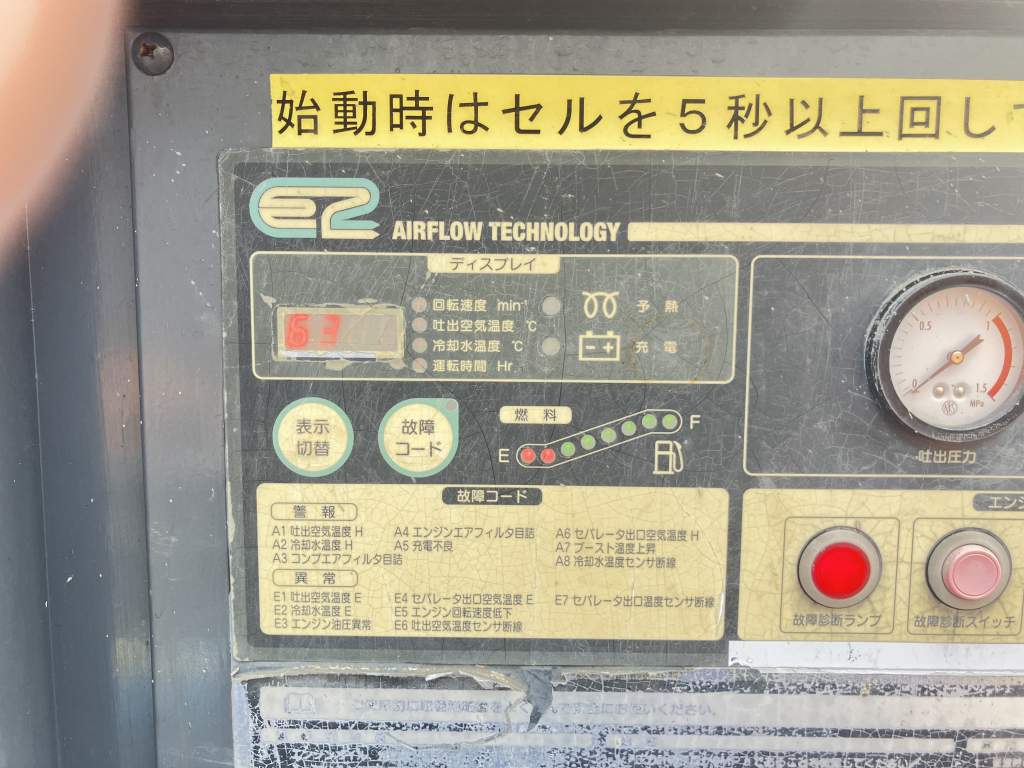 始動時はセルを5秒以上回し
E2
AIRFLOW TECHNOLOGY
ディスプレイ
63
回転速度 min⁻¹
吐出空気温度 ℃
冷却水温度 ℃
運転時間 Hr
予熱
充電
表示
切替
故障
コード
燃料
E
F
0
0.5
1
1.5
MPa
吐出圧力
故障コード
警報
A1 吐出空気温度 H
A2 冷却水温度 H
A3 コンプエアフィルタ目詰
A4 エンジンエアフィルタ目詰
A5 充電不良
A6 セパレータ出口空気温度 H
A7 ブースト温度上昇
A8 冷却水温度センサ断線
異常
E1 吐出空気温度 E
E2 冷却水温度 E
E3 エンジン油圧異常
E4 セパレータ出口空気温度 E
E5 エンジン回転速度低下
E6 吐出空気温度センサ断線
E7 セパレータ出口温度センサ断線
エンジ
故障診断ランプ
故障診断スイッチ